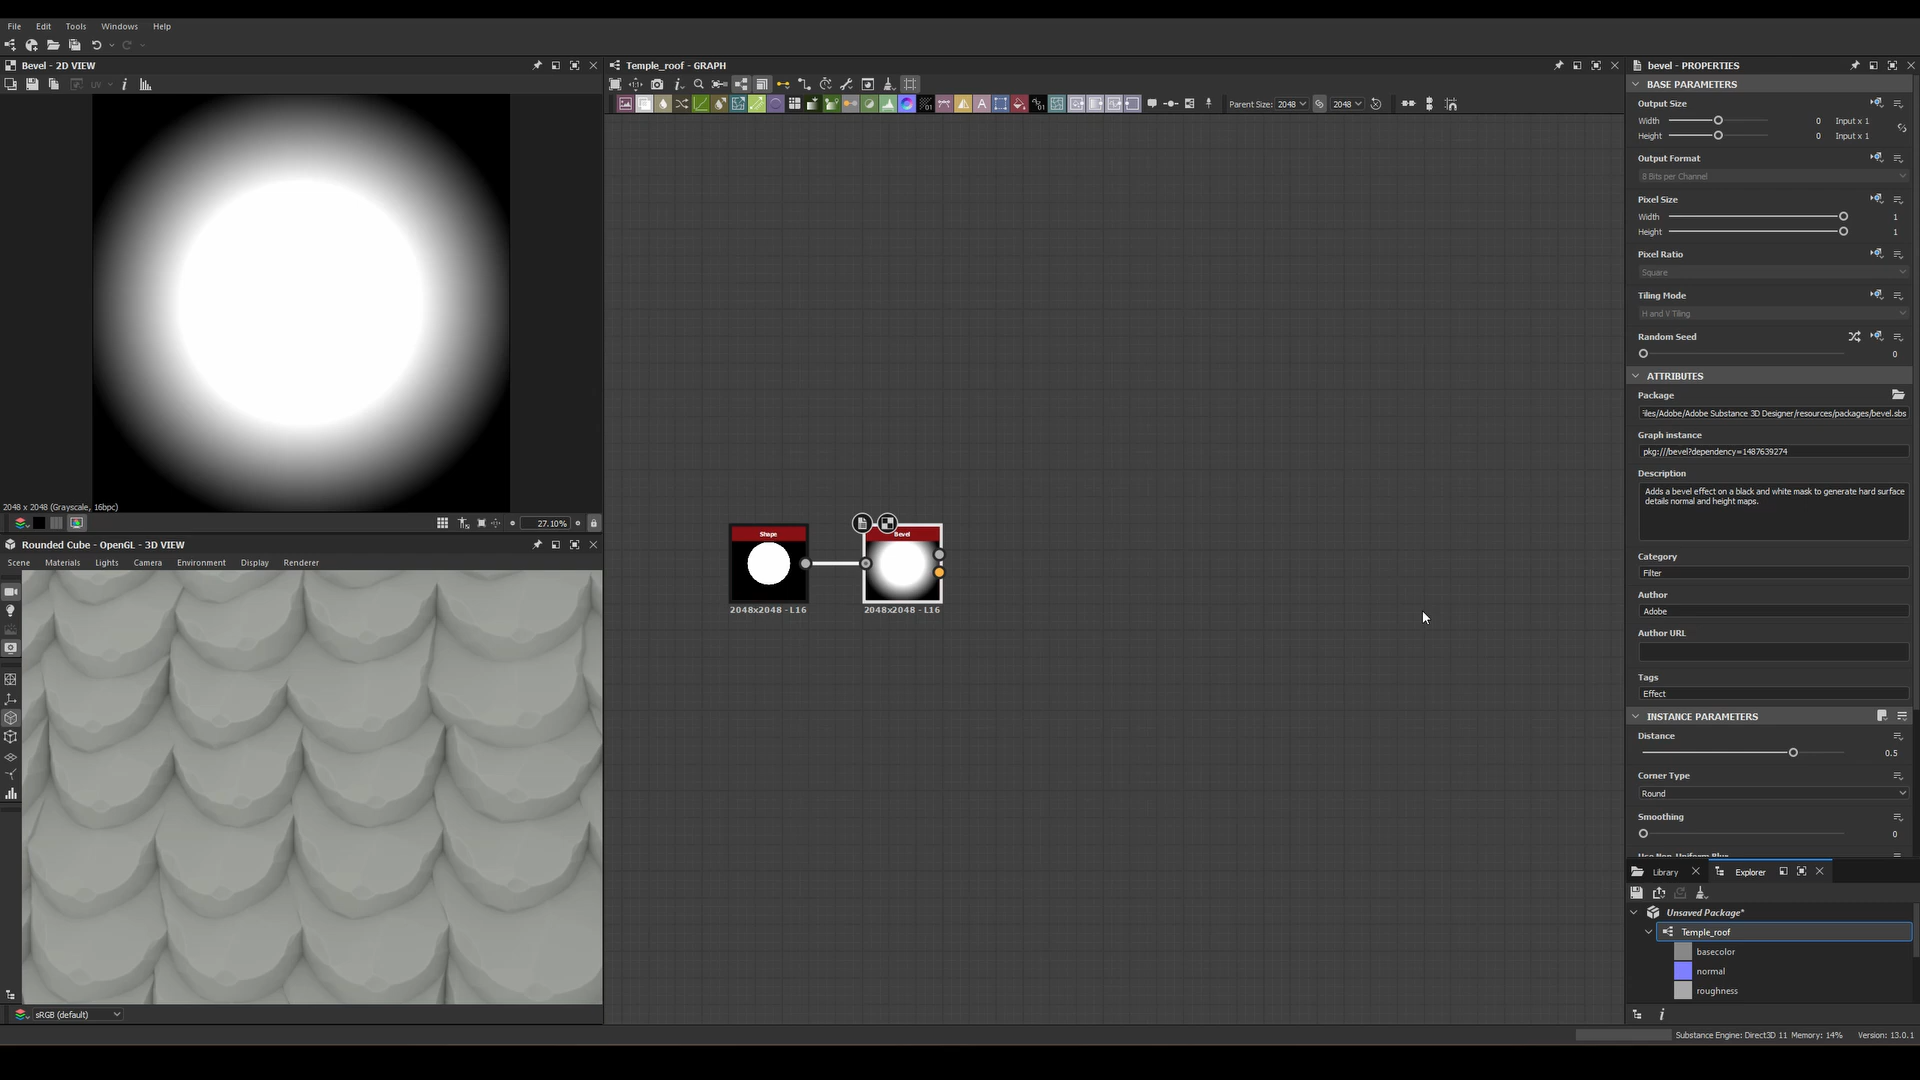 File Edit Tools Windows Help
Bevel - 2D VIEW
UV
2048 x 2048 (Grayscale, 16bpc)
27.10%
Rounded Cube - OpenGL - 3D VIEW
Scene Materials Lights Camera Environment Display Renderer
sRGB (default)
Temple_roof - GRAPH
Parent Size: 2048 2048
Shape
2048x2048 - L16
Bevel
2048x2048 - L16
bevel - PROPERTIES
BASE PARAMETERS
Output Size
Width 0 Input x 1
Height 0 Input x 1
Output Format
8 Bits per Channel
Pixel Size
Width 1
Height 1
Pixel Ratio
Square
Tiling Mode
H and V Tiling
Random Seed
0
ATTRIBUTES
Package
iles/Adobe/Adobe Substance 3D Designer/resources/packages/bevel.sbs
Graph instance
pkg:///bevel?dependency=1487639274
Description
Adds a bevel effect on a black and white mask to generate hard surface
details normal and height maps.
Category
Filter
Author
Adobe
Author URL
Tags
Effect
INSTANCE PARAMETERS
Distance
0.5
Corner Type
Round
Smoothing
0
Use Non-Uniform Blur
Library Explorer
Unsaved Package*
Temple_roof
basecolor
normal
roughness
Substance Engine: Direct3D 11 Memory: 14% Version: 13.0.1